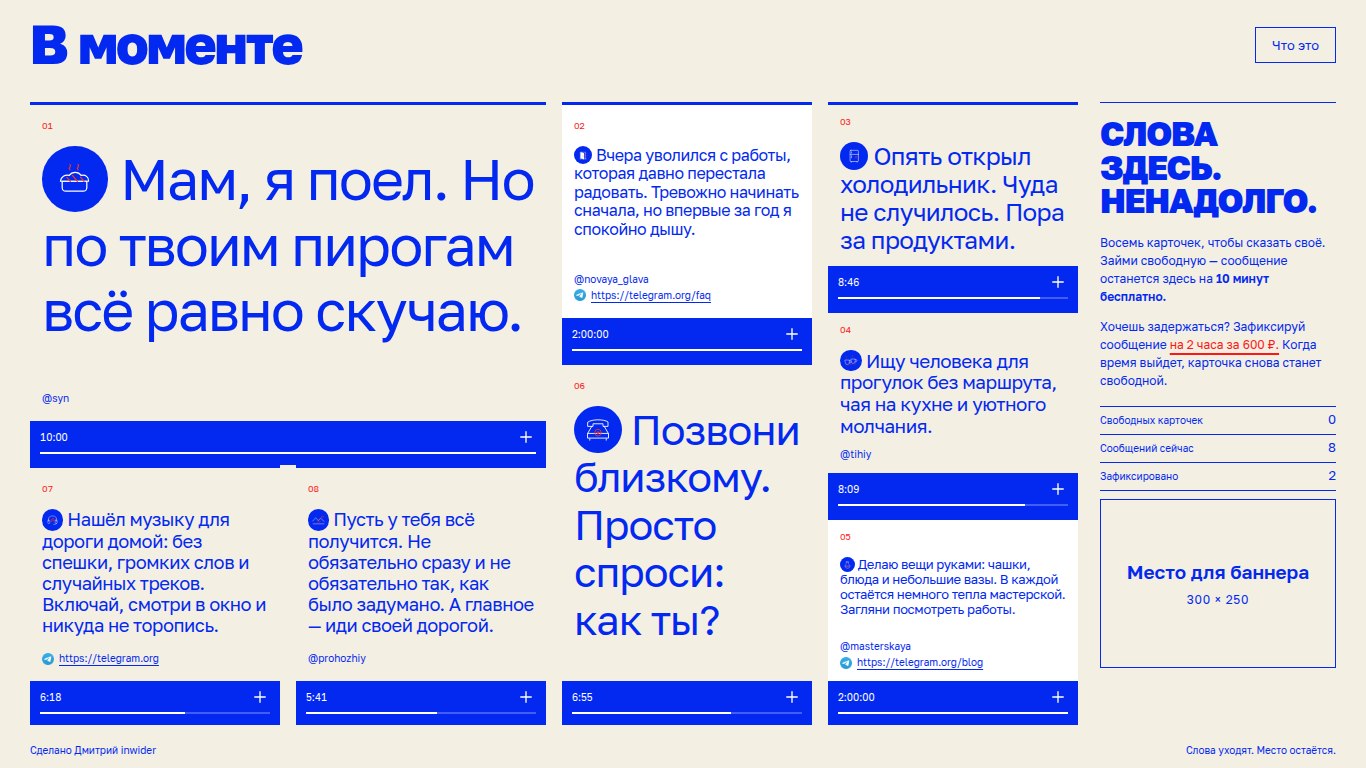 В моменте
Что это
01
Мам, я поел. Но
по твоим пирогам
всё равно скучаю.
@syn
10:00
02
Вчера уволился с работы,
которая давно перестала
радовать. Тревожно начинать
сначала, но впервые за год я
спокойно дышу.
@novaya_glava
https://telegram.org/faq
2:00:00
03
Опять открыл
холодильник. Чуда
не случилось. Пора
за продуктами.
8:46
04
Ищу человека для
прогулок без маршрута,
чая на кухне и уютного
молчания.
@tihiy
8:09
05
Делаю вещи руками: чашки,
блюда и небольшие вазы. В каждой
остаётся немного тепла мастерской.
Загляни посмотреть работы.
@masterskaya
https://telegram.org/blog
2:00:00
06
Позвони
близкому.
Просто
спроси:
как ты?
6:55
07
Нашёл музыку для
дороги домой: без
спешки, громких слов и
случайных треков.
Включай, смотри в окно и
никуда не торопись.
https://telegram.org
6:18
08
Пусть у тебя всё
получится. Не
обязательно сразу и не
обязательно так, как
было задумано. А главное
— иди своей дорогой.
@prohozhiy
5:41
СЛОВА
ЗДЕСЬ.
НЕНАДОЛГО.
Восемь карточек, чтобы сказать своё.
Займи свободную — сообщение
останется здесь на 10 минут
бесплатно.
Хочешь задержаться? Зафиксируй
сообщение на 2 часа за 600 ₽. Когда
время выйдет, карточка снова станет
свободной.
Свободных карточек 0
Сообщений сейчас 8
Зафиксировано 2
Место для баннера
300 × 250
Сделано Дмитрий inwider
Слова уходят. Место остаётся.